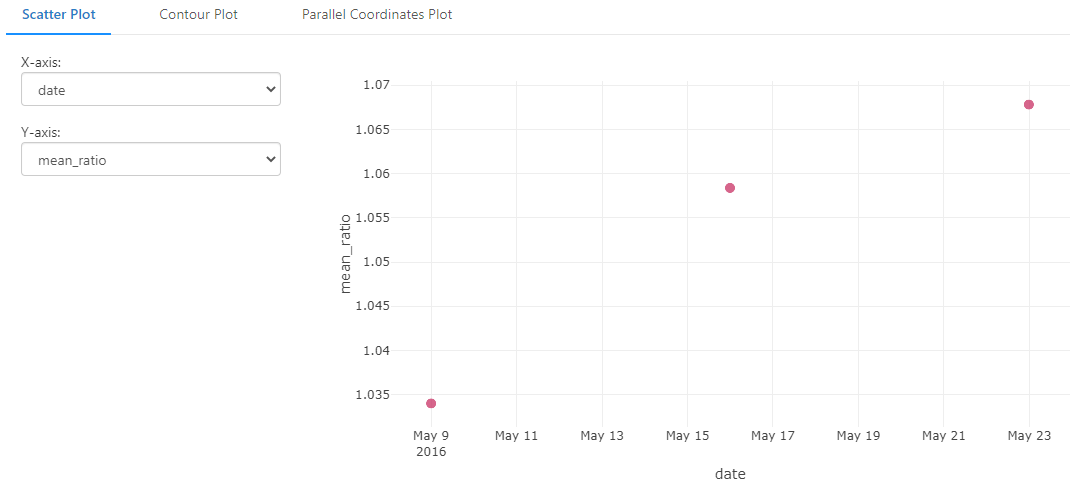 Scatter Plot Contour Plot Parallel Coordinates Plot
X-axis:
date
Y-axis:
mean_ratio
1.07
1.065
1.06
1.055
1.05
1.045
1.04
1.035
mean_ratio
May 9 May 11 May 13 May 15 May 17 May 19 May 21 May 23
2016
date